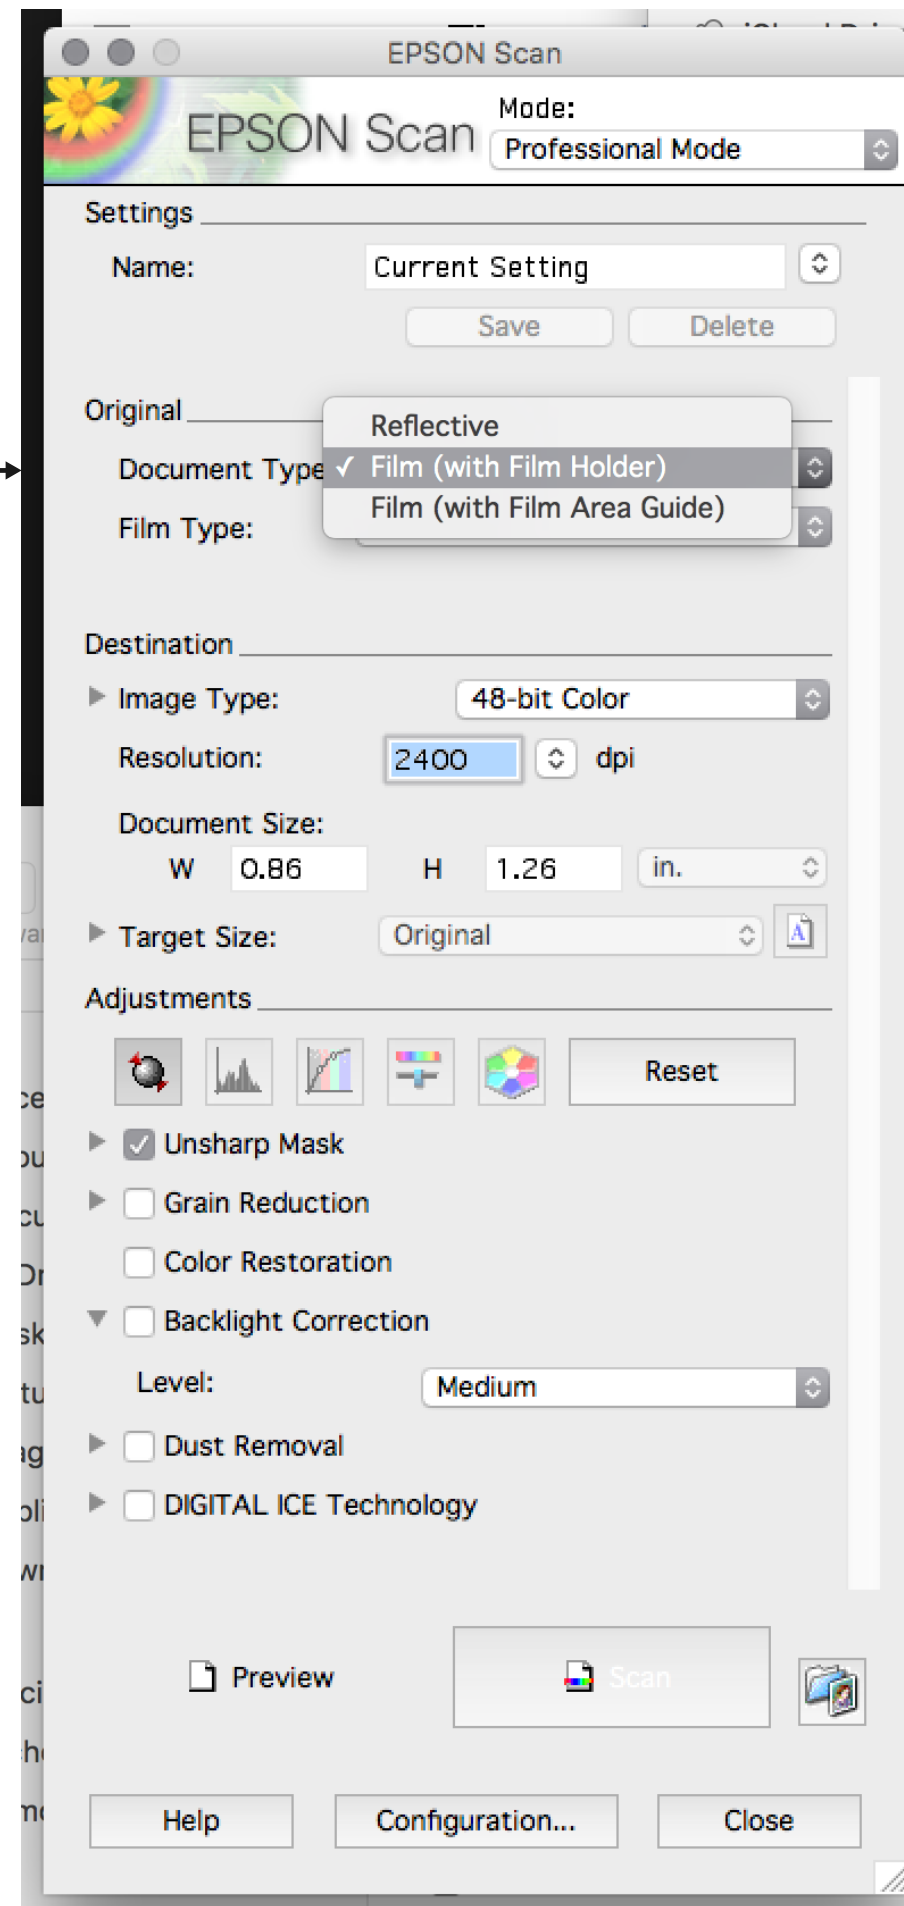 EPSON Scan
EPSON Scan
Mode:
Professional Mode
Settings
Name: Current Setting
Save Delete
Original
Reflective
Document Type ✓ Film (with Film Holder)
Film (with Film Area Guide)
Film Type:
Destination
Image Type: 48-bit Color
Resolution: 2400 dpi
Document Size:
W 0.86 H 1.26 in.
Target Size: Original
Adjustments
Reset
Unsharp Mask
Grain Reduction
Color Restoration
Backlight Correction
Level: Medium
Dust Removal
DIGITAL ICE Technology
Preview Scan
Help Configuration... Close